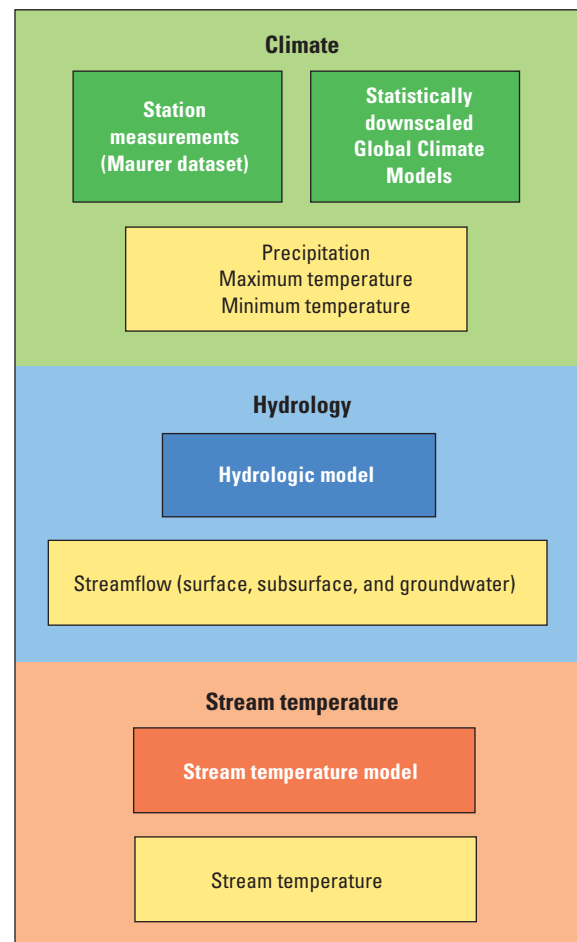 Climate
Station
measurements
(Maurer dataset)
Statistically
downscaled
Global Climate
Models
Precipitation
Maximum temperature
Minimum temperature
Hydrology
Hydrologic model
Streamflow (surface, subsurface, and groundwater)
Stream temperature
Stream temperature model
Stream temperature